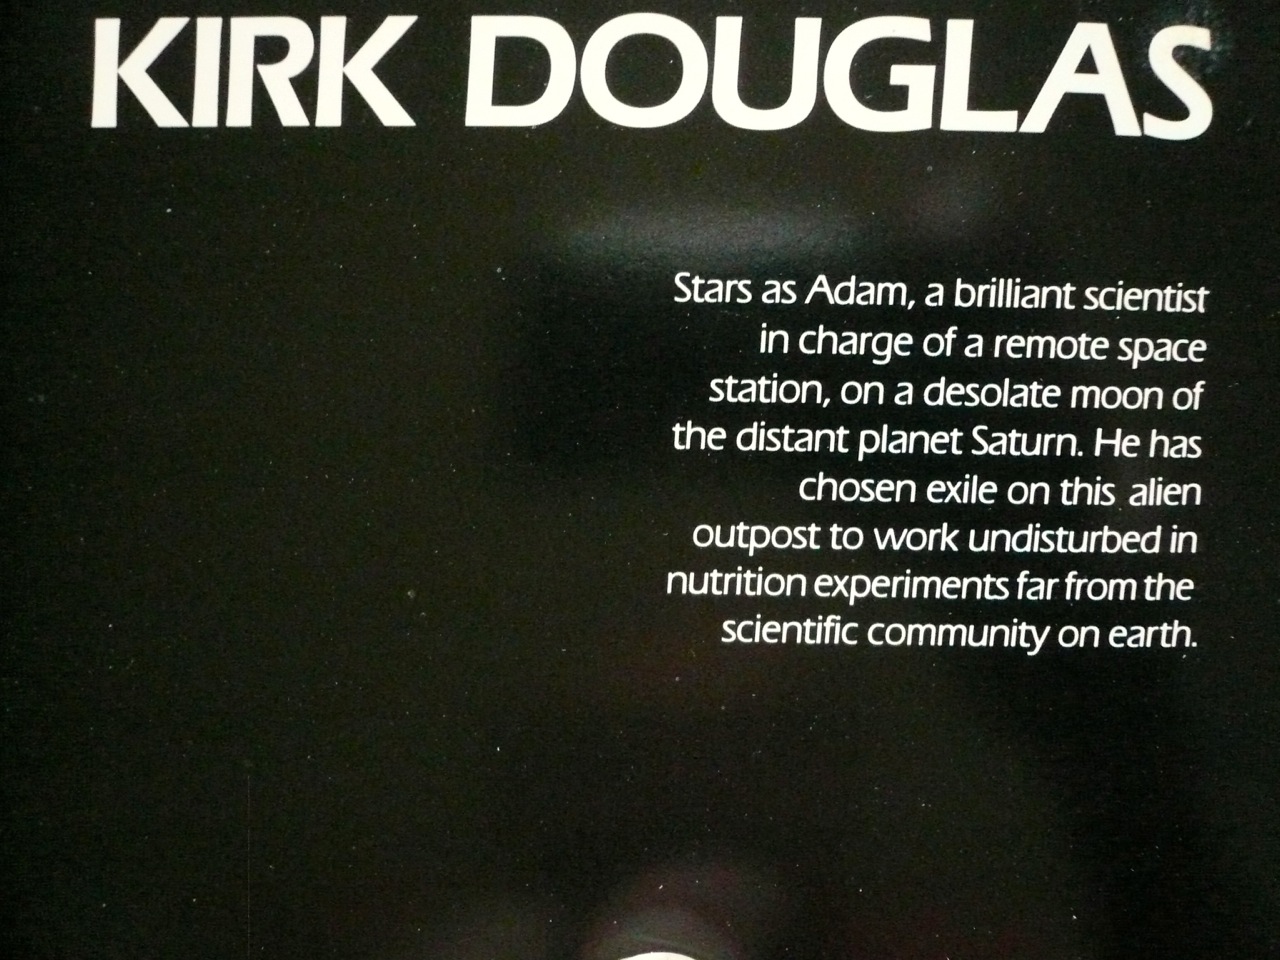 KIRK DOUGLAS
Stars as Adam, a brilliant scientist
in charge of a remote space
station, on a desolate moon of
the distant planet Saturn. He has
chosen exile on this alien
outpost to work undisturbed in
nutrition experiments far from the
scientific community on earth.